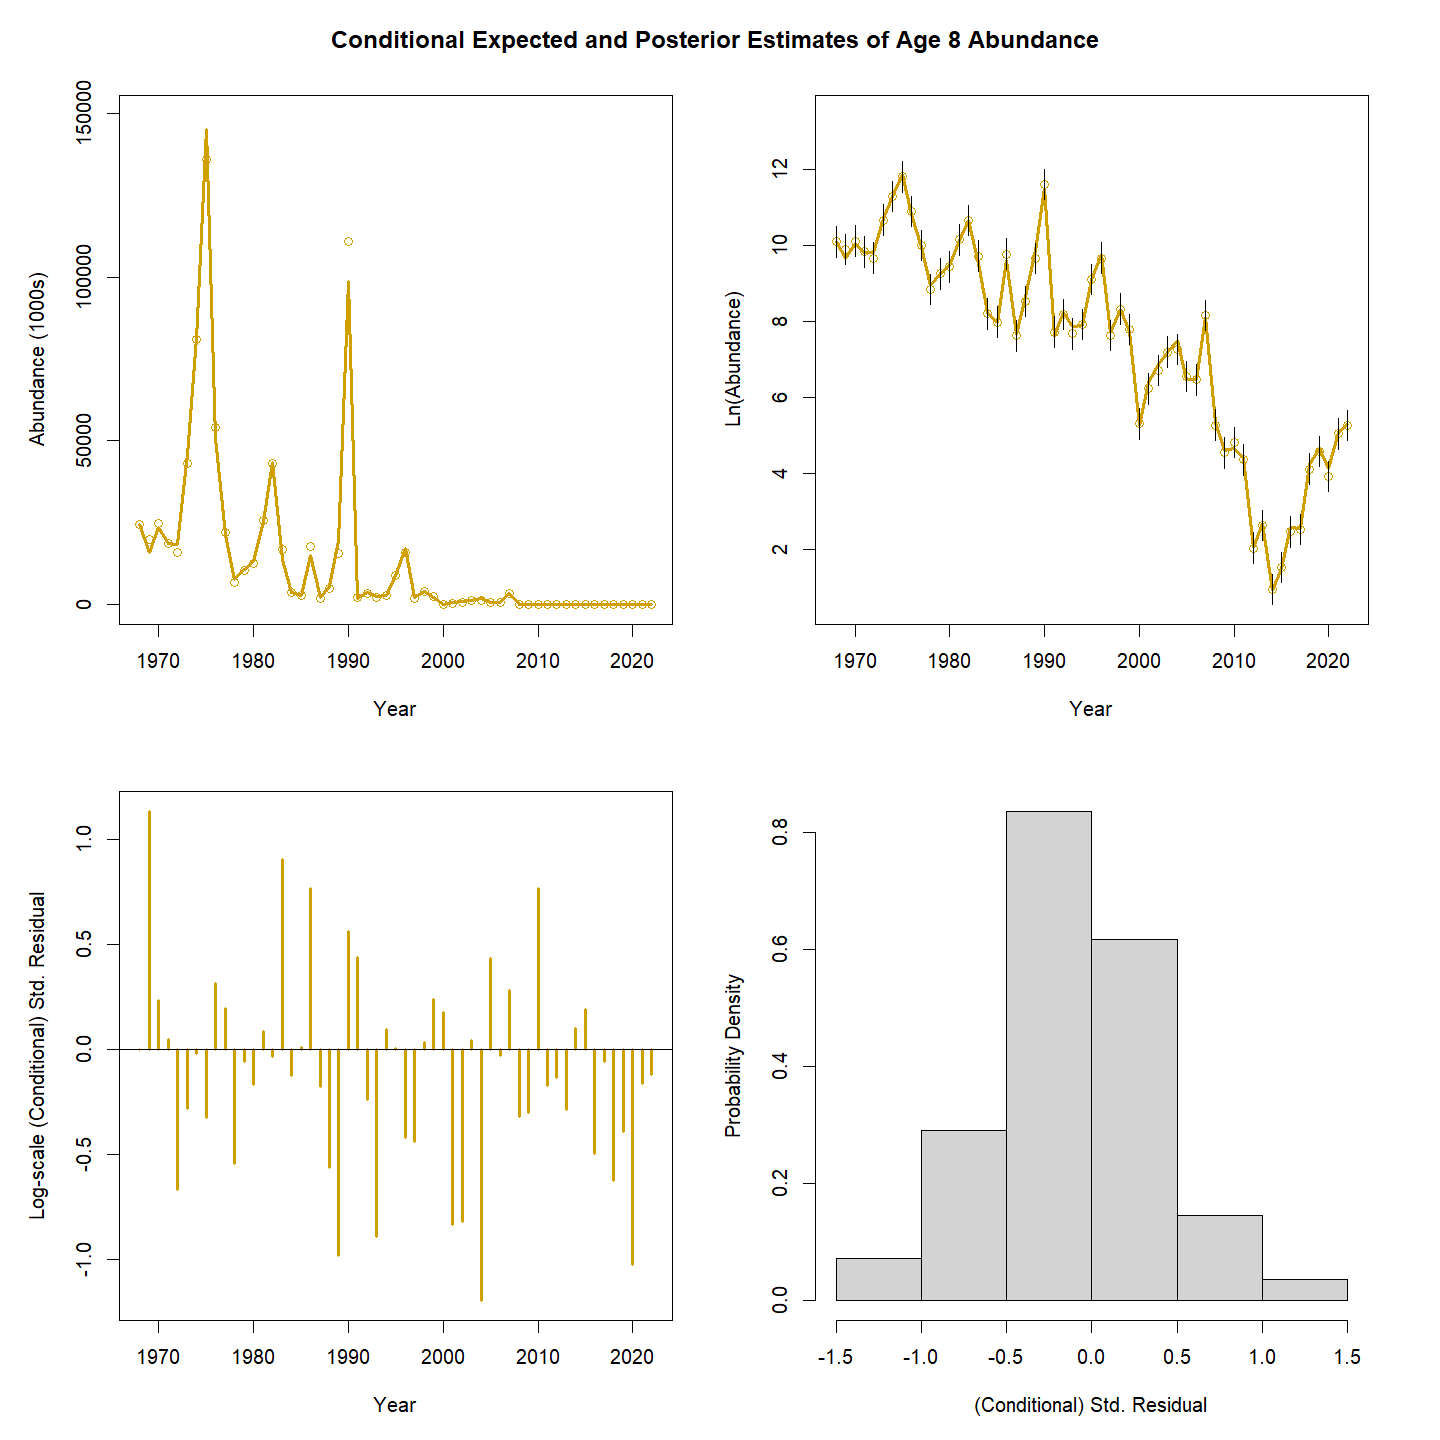 Conditional Expected and Posterior Estimates of Age 8 Abundance
Abundance (1000s)
150000
100000
50000
0
1970 1980 1990 2000 2010 2020
Year
Ln(Abundance)
12
10
8
6
4
2
1970 1980 1990 2000 2010 2020
Year
Log-scale (Conditional) Std. Residual
1.0
0.5
0.0
-0.5
-1.0
1970 1980 1990 2000 2010 2020
Year
Probability Density
0.8
0.6
0.4
0.2
0.0
-1.5 -1.0 -0.5 0.0 0.5 1.0 1.5
(Conditional) Std. Residual